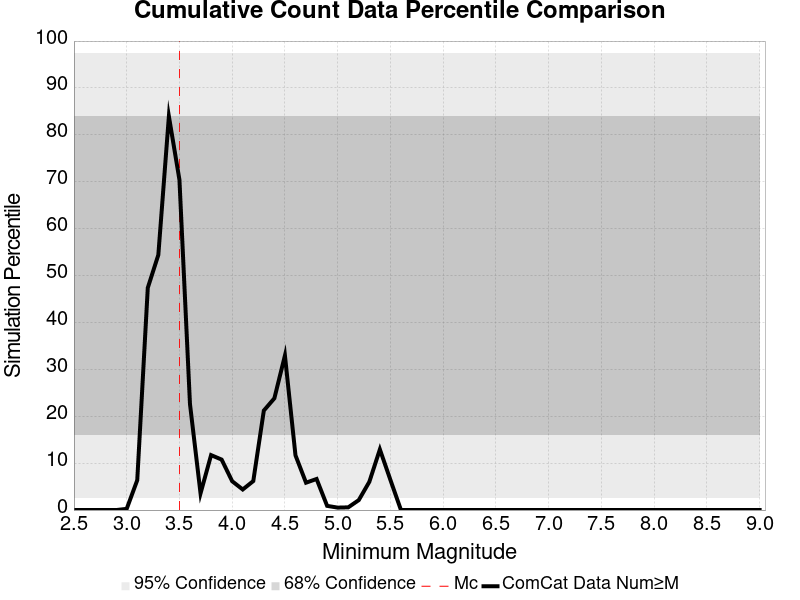 Cumulative Count Data Percentile Comparison
100
90
80
70
60
50
40
30
20
10
0
Simulation Percentile
2.5 3.0 3.5 4.0 4.5 5.0 5.5 6.0 6.5 7.0 7.5 8.0 8.5 9.0
Minimum Magnitude
95% Confidence 68% Confidence Mc ComCat Data Num≥M